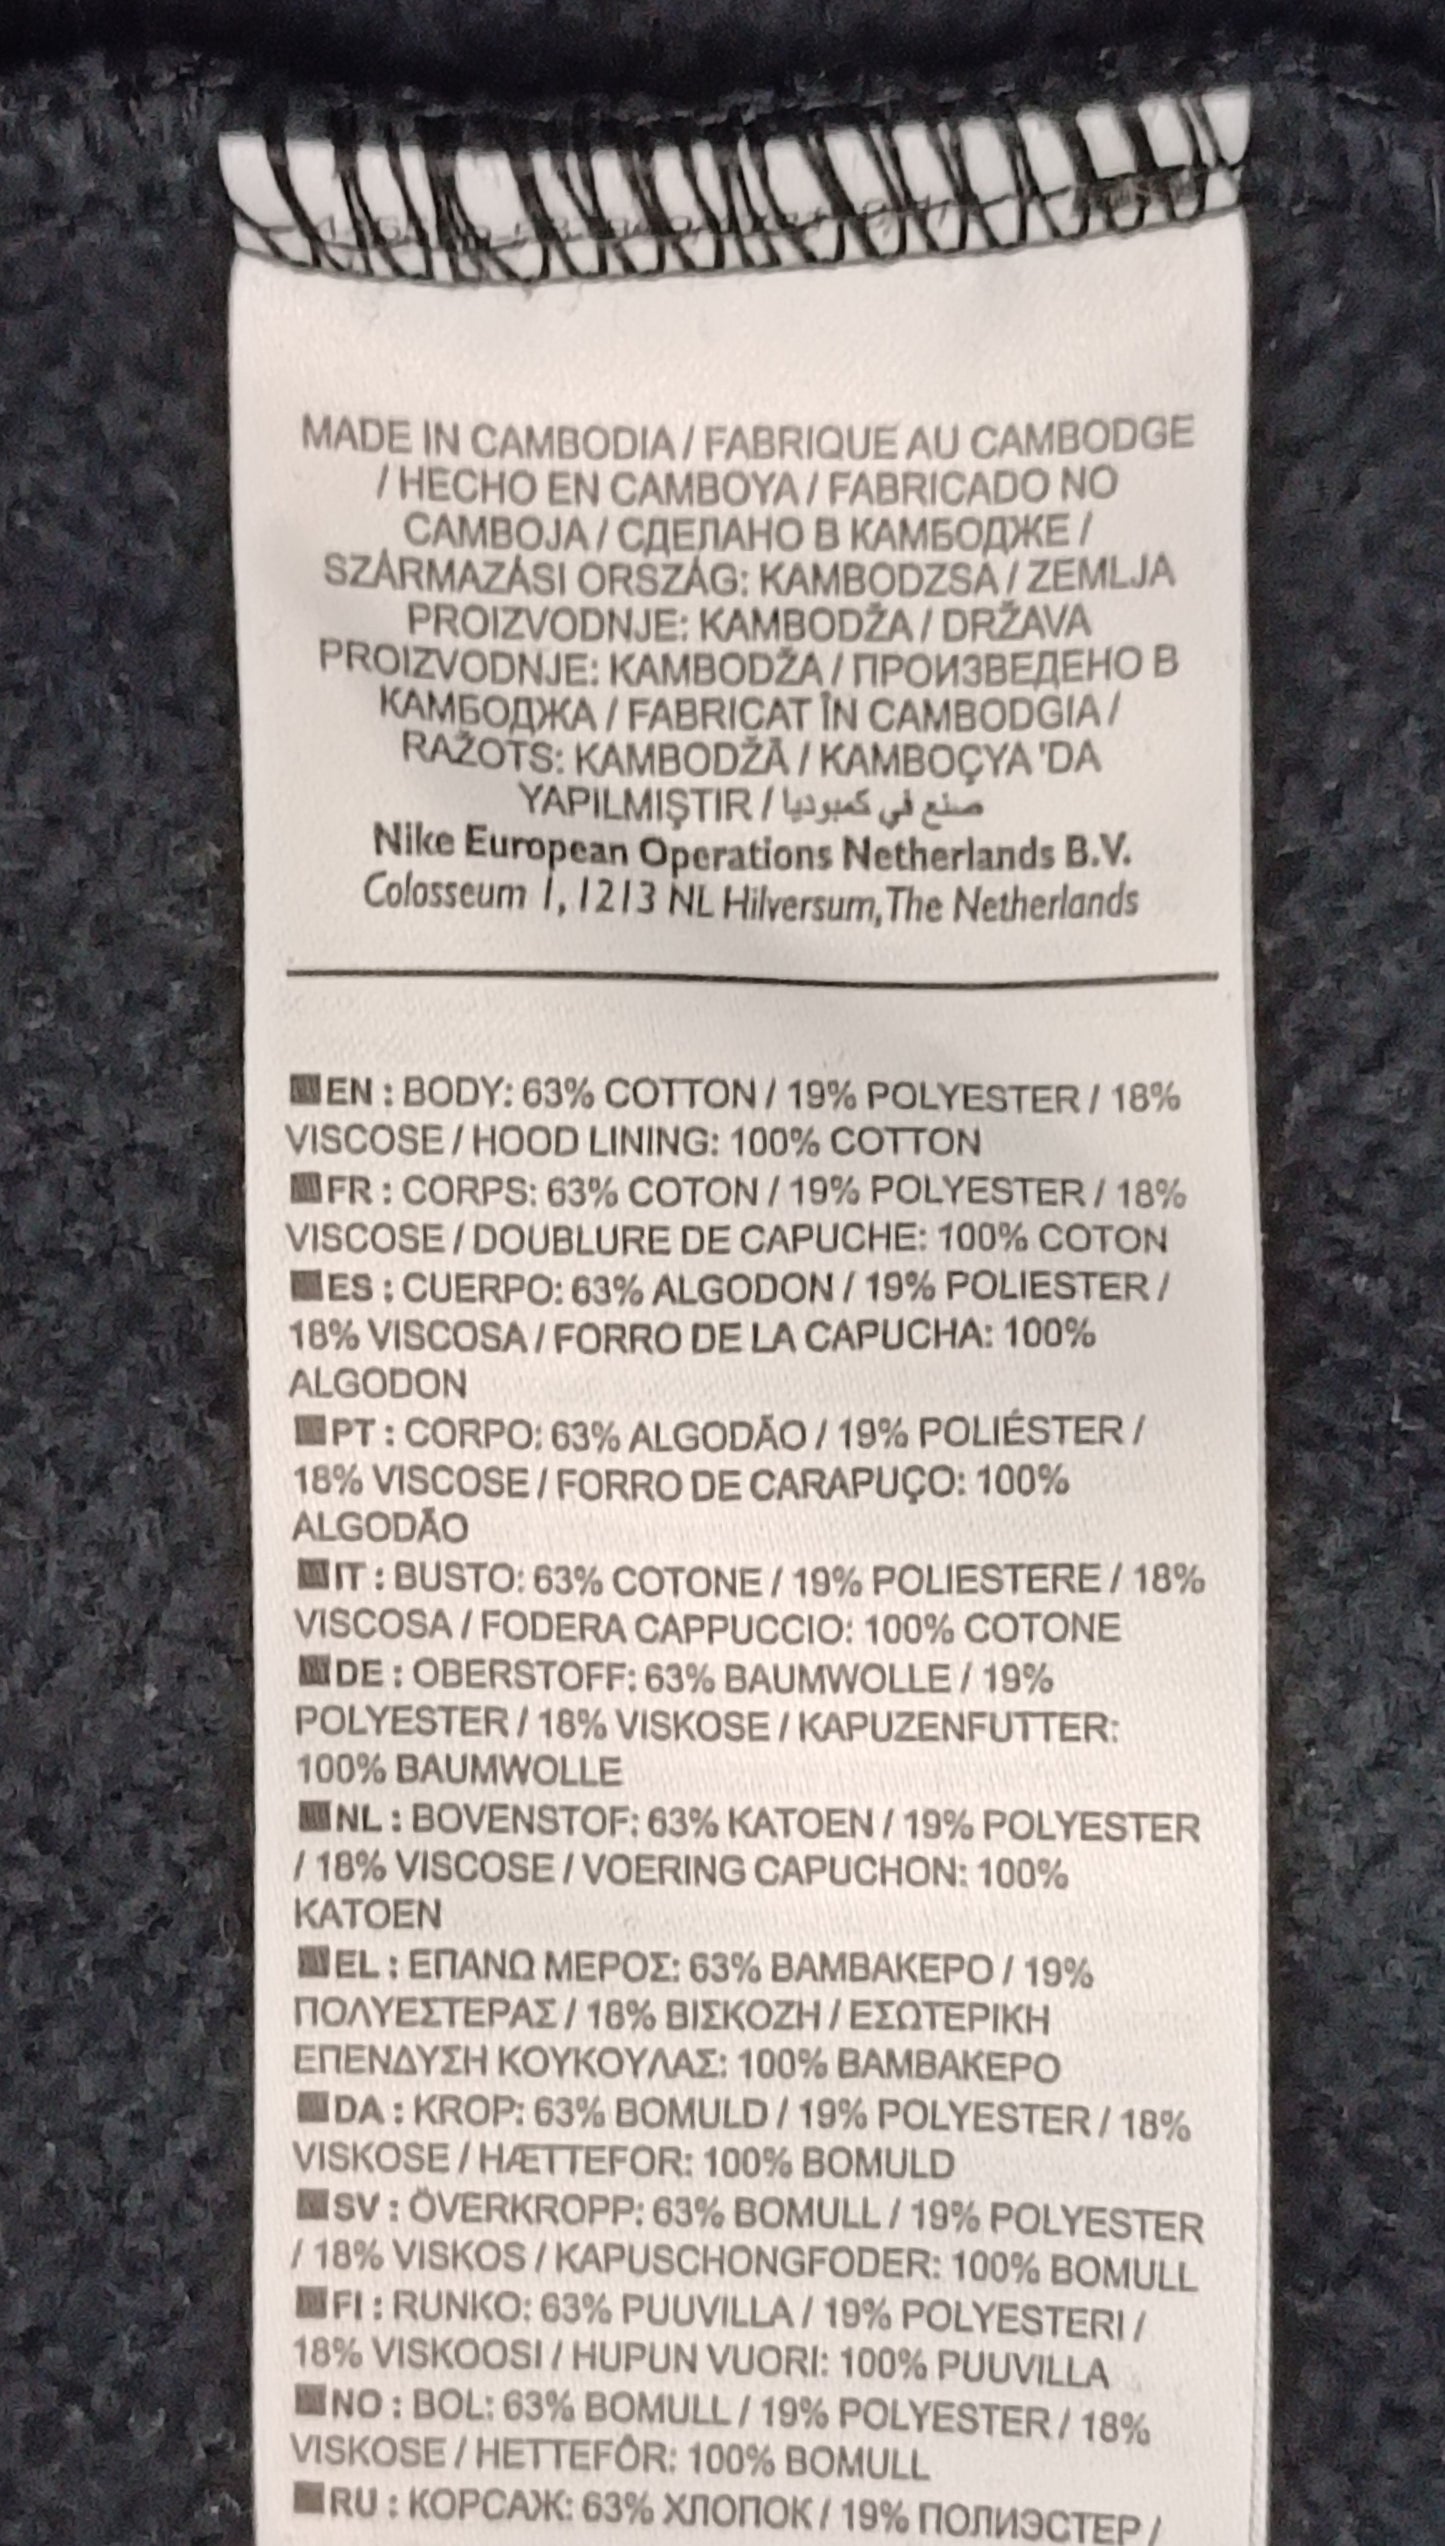 MADE IN CAMBODIA / FABRIQUE AU CAMBODGE
/ HECHO EN CAMBOYA / FABRICADO NO
CAMBOJA / СДЕЛАНО В КАМБОДЖЕ /
SZÁRMAZÁSI ORSZÁG: KAMBODZSA / ZEMLJA
PROIZVODNJE: KAMBODŽA / DRŽAVA
PROIZVODNJE: KAMBODŽA / ПРОИЗВЕДЕНО В
КАМБОДЖА / FABRICAT ÎN CAMBODGIA /
RAŽOTS: KAMBODŽĀ / KAMBOÇYA 'DA
YAPILMIŞTIR / صنع في كمبوديا
Nike European Operations Netherlands B.V.
Colosseum 1, 1213 NL Hilversum, The Netherlands
EN : BODY: 63% COTTON / 19% POLYESTER / 18%
VISCOSE / HOOD LINING: 100% COTTON
FR : CORPS: 63% COTON / 19% POLYESTER / 18%
VISCOSE / DOUBLURE DE CAPUCHE: 100% COTON
ES : CUERPO: 63% ALGODON / 19% POLIESTER /
18% VISCOSA / FORRO DE LA CAPUCHA: 100%
ALGODON
PT : CORPO: 63% ALGODÃO / 19% POLIÉSTER /
18% VISCOSE / FORRO DE CARAPUÇO: 100%
ALGODÃO
IT : BUSTO: 63% COTONE / 19% POLIESTERE / 18%
VISCOSA / FODERA CAPPUCCIO: 100% COTONE
DE : OBERSTOFF: 63% BAUMWOLLE / 19%
POLYESTER / 18% VISKOSE / KAPUZENFUTTER:
100% BAUMWOLLE
NL : BOVENSTOF: 63% KATOEN / 19% POLYESTER
/ 18% VISCOSE / VOERING CAPUCHON: 100%
KATOEN
EL : ΕΠΑΝΩ ΜΕΡΟΣ: 63% ΒΑΜΒΑΚΕΡΟ / 19%
ΠΟΛΥΕΣΤΕΡΑΣ / 18% ΒΙΣΚΟΖΗ / ΕΣΩΤΕΡΙΚΗ
ΕΠΕΝΔΥΣΗ ΚΟΥΚΟΥΛΑΣ: 100% ΒΑΜΒΑΚΕΡΟ
DA : KROP: 63% BOMULD / 19% POLYESTER / 18%
VISKOSE / HÆTTEFOR: 100% BOMULD
SV : ÖVERKROPP: 63% BOMULL / 19% POLYESTER
/ 18% VISKOS / KAPUSCHONGFODER: 100% BOMULL
FI : RUNKO: 63% PUUVILLA / 19% POLYESTERI /
18% VISKOOSI / HUPUN VUORI: 100% PUUVILLA
NO : BOL: 63% BOMULL / 19% POLYESTER / 18%
VISKOSE / HETTEFÔR: 100% BOMULL
RU : КОРСАЖ: 63% ХЛОПОК / 19% ПОЛИЭСТЕР /